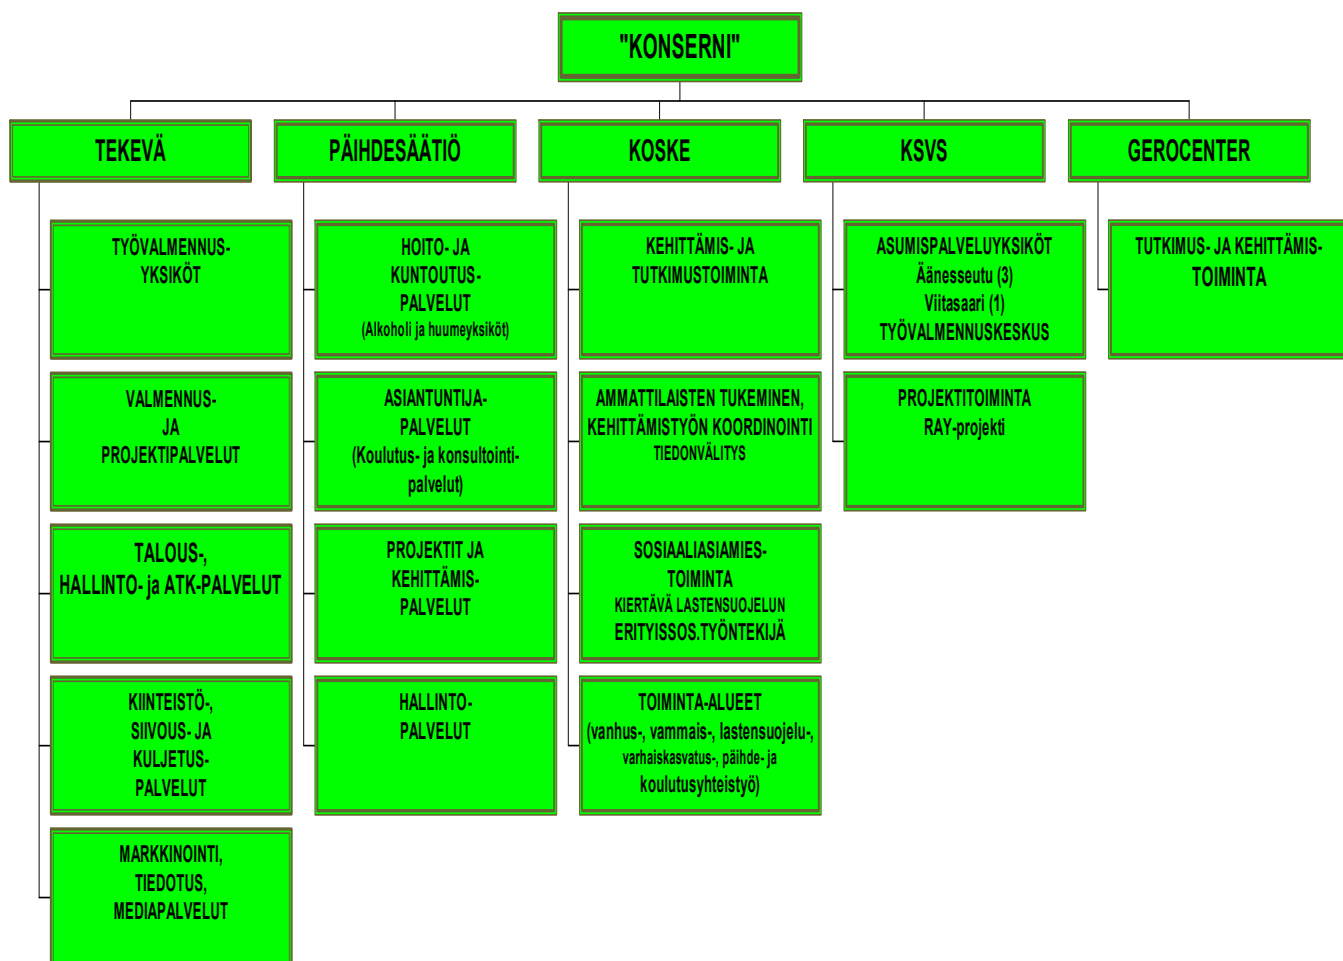 "KONSERNI"
TEKEVÄ
PÄIHDESÄÄTIÖ
KOSKE
KSVS
GEROCENTER
TYÖVALMENNUS-
YKSIKÖT
VALMENNUS-
JA
PROJEKTIPALVELUT
TALOUS-,
HALLINTO- ja ATK-PALVELUT
KIINTEISTÖ-,
SIIVOUS- JA
KULJETUS-
PALVELUT
MARKKINOINTI,
TIEDOTUS,
MEDIAPALVELUT
HOITO- JA
KUNTOUTUS-
PALVELUT
(Alkoholi ja huumeyksiköt)
ASIANTUNTIJA-
PALVELUT
(Koulutus- ja konsultointi-
palvelut)
PROJEKTIT JA
KEHITTÄMIS-
PALVELUT
HALLINTO-
PALVELUT
KEHITTÄMIS- JA
TUTKIMUSTOIMINTA
AMMATTILAISTEN TUKEMINEN,
KEHITTÄMISTYÖN KOORDINOINTI
TIEDONVÄLITYS
SOSIAALIASIAMIES-
TOIMINTA
KIERTÄVÄ LASTENSUOJELUN
ERITYISSOS.TYÖNTEKIJÄ
TOIMINTA-ALUEET
(vanhus-, vammais-, lastensuojelu-,
varhaiskasvatus-, päihde- ja
koulutusyhteistyö)
ASUMISPALVELUYKSIKÖT
Äänesseutu (3)
Viitasaari (1)
TYÖVALMENNUSKESKUS
PROJEKTITOIMINTA
RAY-projekti
TUTKIMUS- JA KEHITTÄMIS-
TOIMINTA